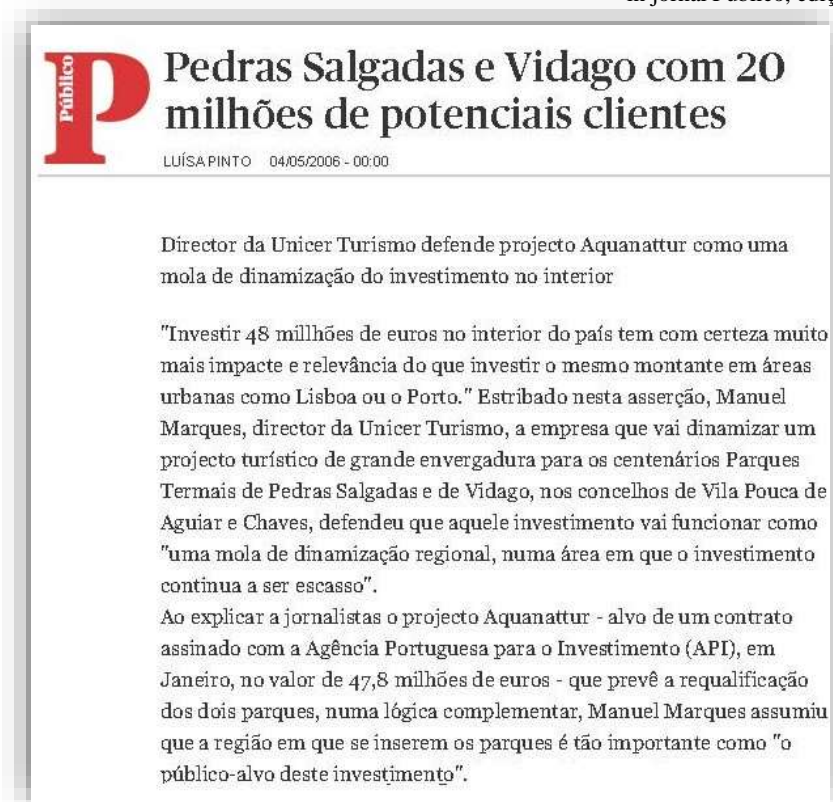 in jornal Público, ediç
Público
Pedras Salgadas e Vidago com 20
milhões de potenciais clientes
LUÍSA PINTO 04/05/2006 - 00:00
Director da Unicer Turismo defende projecto Aquanattur como uma
mola de dinamização do investimento no interior
"Investir 48 millhões de euros no interior do país tem com certeza muito
mais impacte e relevância do que investir o mesmo montante em áreas
urbanas como Lisboa ou o Porto." Estribado nesta asserção, Manuel
Marques, director da Unicer Turismo, a empresa que vai dinamizar um
projecto turístico de grande envergadura para os centenários Parques
Termais de Pedras Salgadas e de Vidago, nos concelhos de Vila Pouca de
Aguiar e Chaves, defendeu que aquele investimento vai funcionar como
"uma mola de dinamização regional, numa área em que o investimento
continua a ser escasso".
Ao explicar a jornalistas o projecto Aquanattur - alvo de um contrato
assinado com a Agência Portuguesa para o Investimento (API), em
Janeiro, no valor de 47,8 milhões de euros - que prevê a requalificação
dos dois parques, numa lógica complementar, Manuel Marques assumiu
que a região em que se inserem os parques é tão importante como "o
público-alvo deste investimento".